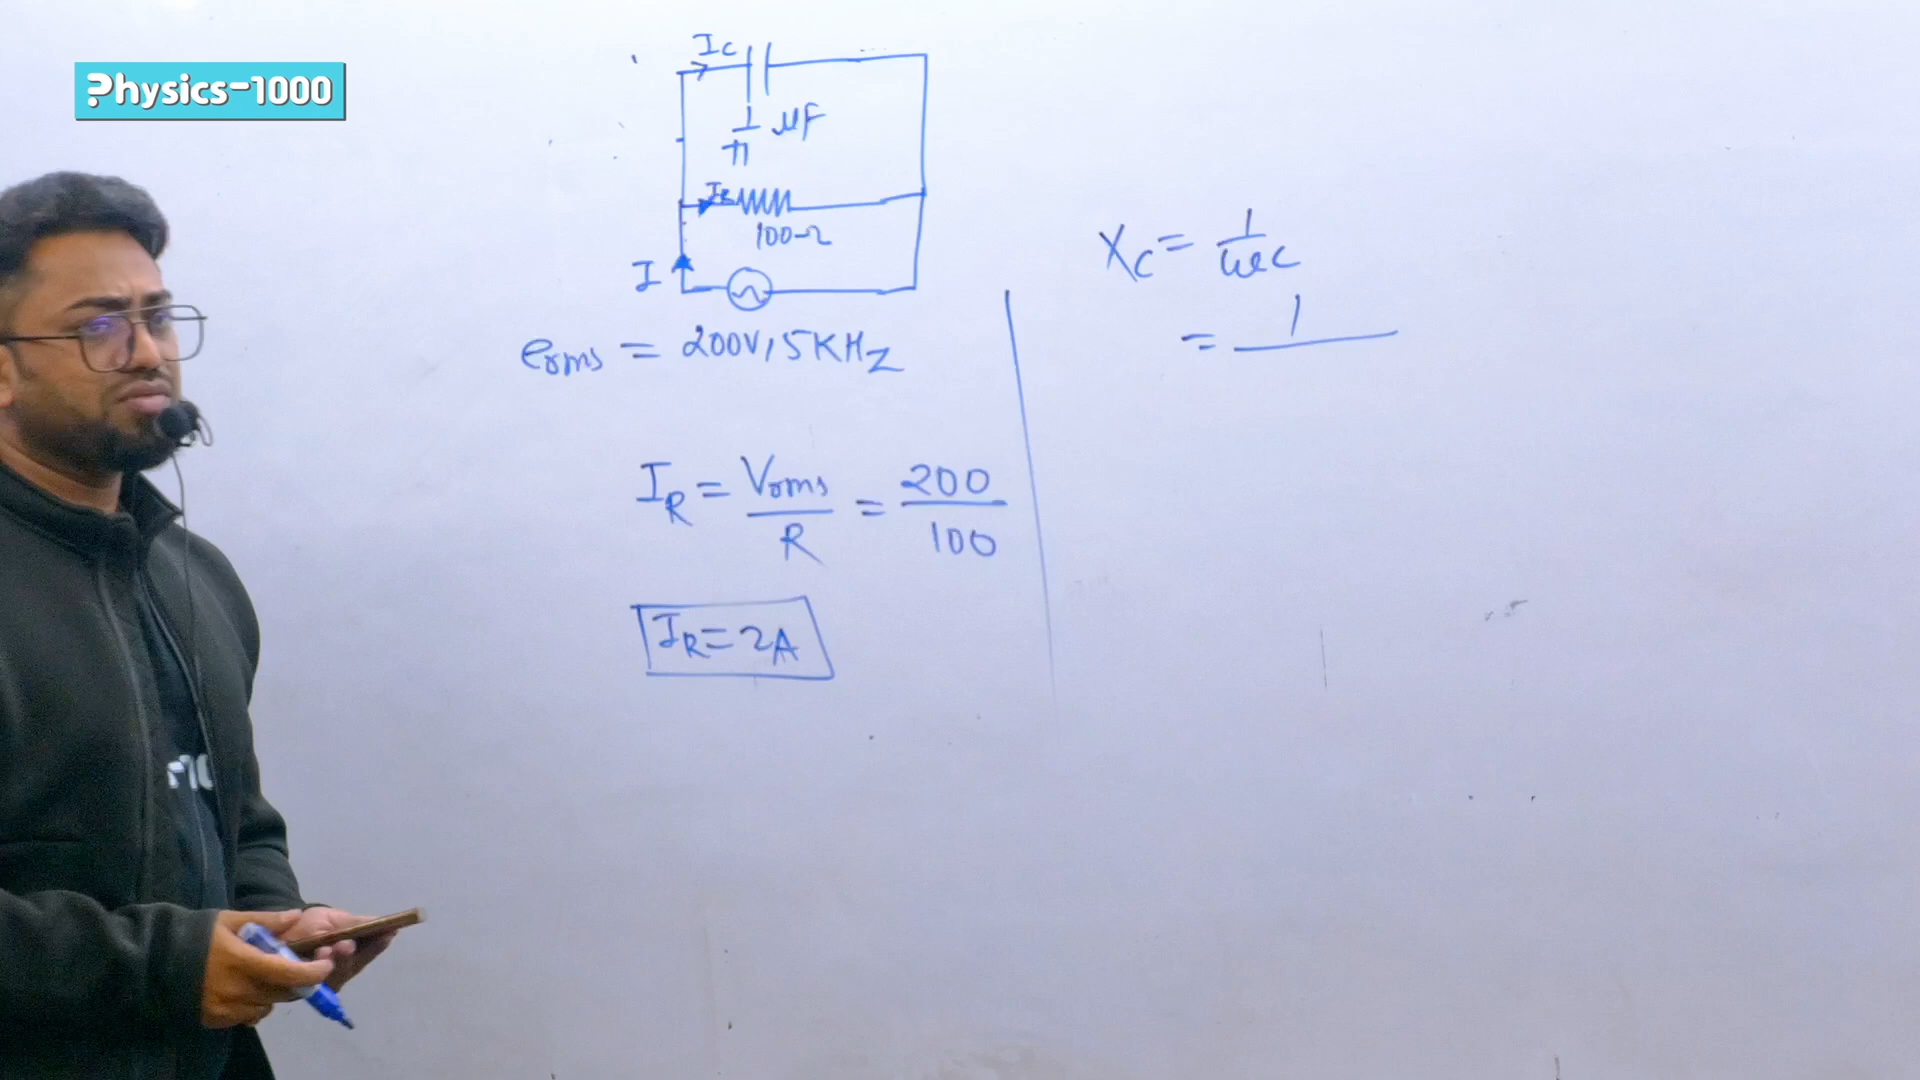 Physics-1000
Ic
1/π μF
IR
100Ω
I
erms = 200V, 5KHz
IR = Vrms/R = 200/100
IR = 2A
Xc = 1/ωc
= 1/